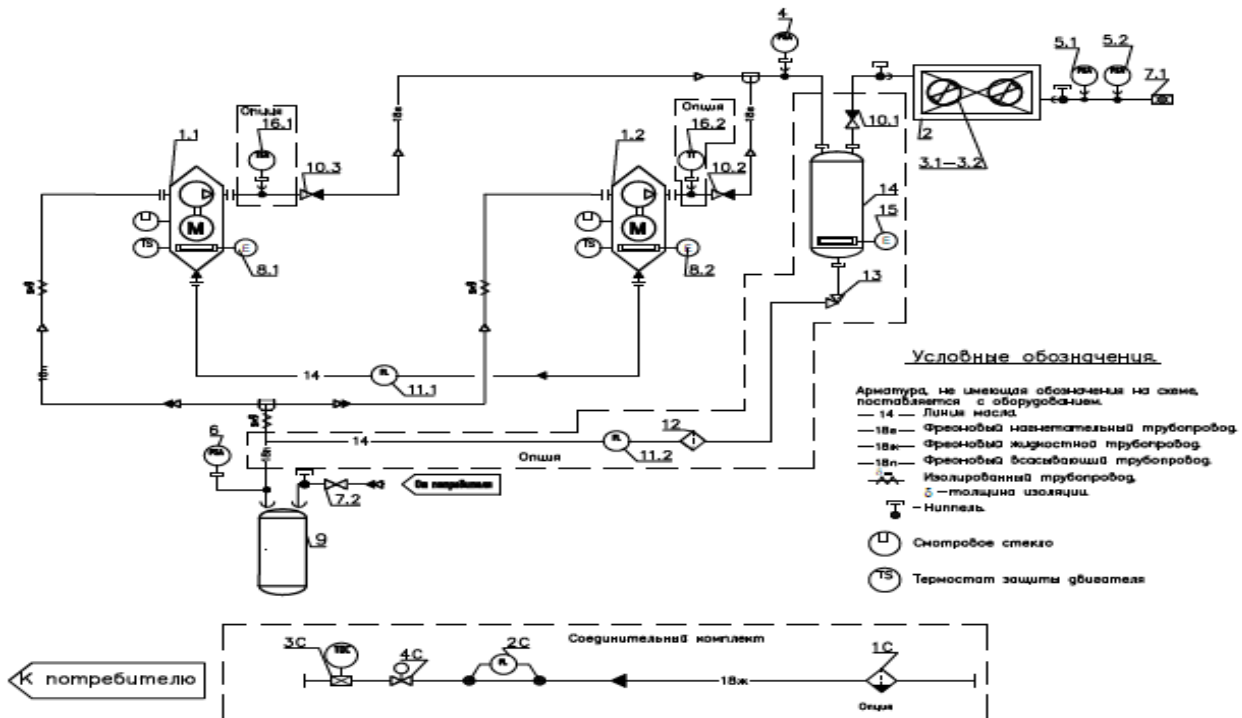 4
5.1
5.2
7.1
Опция
16.1
1.1
10.3
18в
Опция
16.2
1.2
10.2
18в
10.1
2
3.1-3.2
14
15
E
M
TS
E
8.1
M
TS
E
8.2
13
14
11.1
6
12
14
11.2
Опция
7.2
От потребителя
9
Условные обозначения.
Арматура, не имеющая обозначения на схеме,
поставляется с оборудованием.
14 Линия масла.
18в Фреоновый нагнетательный трубопровод.
18ж Фреоновый жидкостной трубопровод.
18п Фреоновый всасывающий трубопровод.
Изолированный трубопровод,
δ —толщина изоляции.
— Ниппель.
Смотровое стекло
TS Термостат защиты двигателя
К потребителю
Соединительный комплект
3С
4С
2С
1С
18ж
Опция